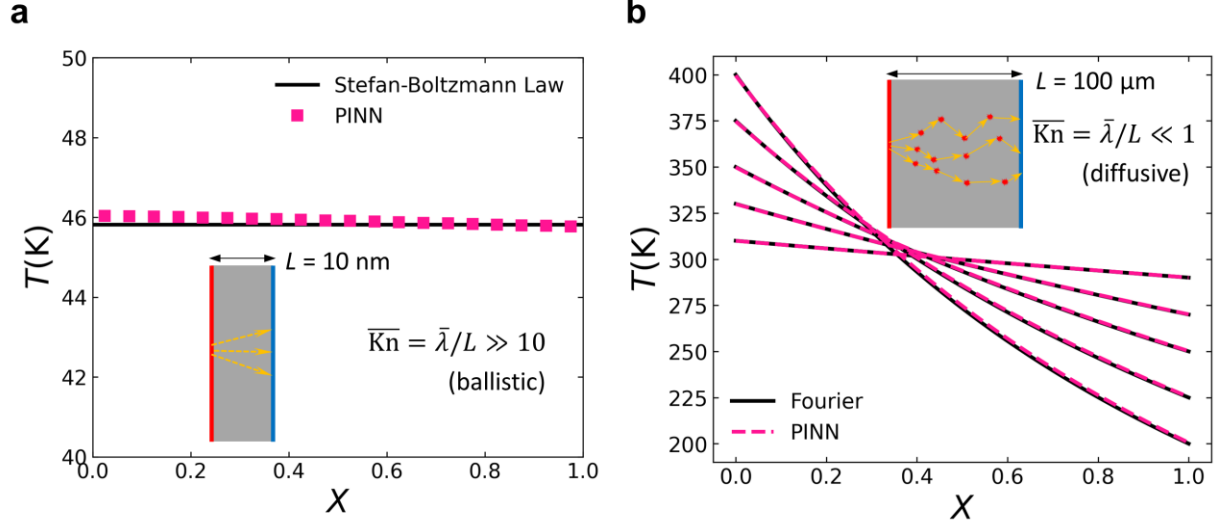 a
50
48
46
44
42
40
T(K)
Stefan-Boltzmann Law
PINN
L = 10 nm
K̅n̅ = λ̄/L ≫ 10
(ballistic)
0.0 0.2 0.4 0.6 0.8 1.0
X
b
400
375
350
325
300
275
250
225
200
T(K)
L = 100 μm
K̅n̅ = λ̄/L ≪ 1
(diffusive)
Fourier
PINN
0.0 0.2 0.4 0.6 0.8 1.0
X